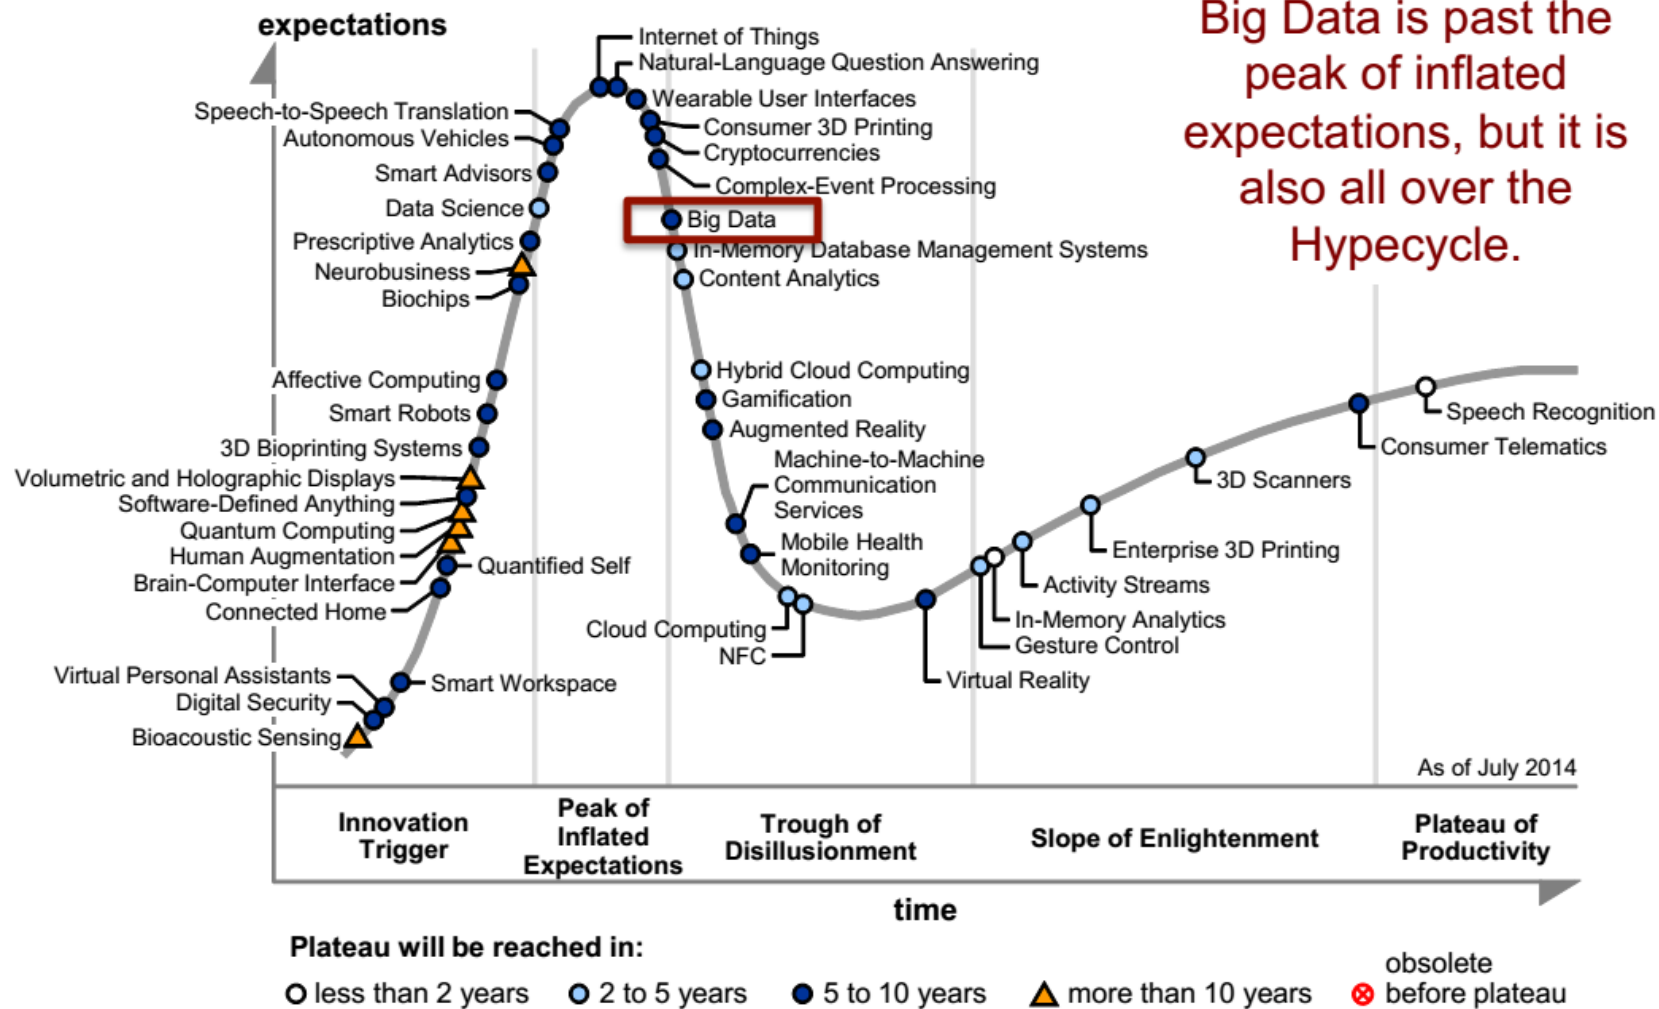 expectations
Big Data is past the
peak of inflated
expectations, but it is
also all over the
Hypecycle.
Internet of Things
Natural-Language Question Answering
Wearable User Interfaces
Consumer 3D Printing
Cryptocurrencies
Complex-Event Processing
Big Data
In-Memory Database Management Systems
Content Analytics
Speech-to-Speech Translation
Autonomous Vehicles
Smart Advisors
Data Science
Prescriptive Analytics
Neurobusiness
Biochips
Affective Computing
Smart Robots
3D Bioprinting Systems
Volumetric and Holographic Displays
Software-Defined Anything
Quantum Computing
Human Augmentation
Brain-Computer Interface
Connected Home
Quantified Self
Virtual Personal Assistants
Digital Security
Bioacoustic Sensing
Smart Workspace
Hybrid Cloud Computing
Gamification
Augmented Reality
Machine-to-Machine
Communication
Services
Mobile Health
Monitoring
Cloud Computing
NFC
Virtual Reality
Gesture Control
In-Memory Analytics
Activity Streams
Enterprise 3D Printing
3D Scanners
Consumer Telematics
Speech Recognition
As of July 2014
Innovation
Trigger
Peak of
Inflated
Expectations
Trough of
Disillusionment
Slope of Enlightenment
Plateau of
Productivity
time
Plateau will be reached in:
less than 2 years
2 to 5 years
5 to 10 years
more than 10 years
obsolete
before plateau